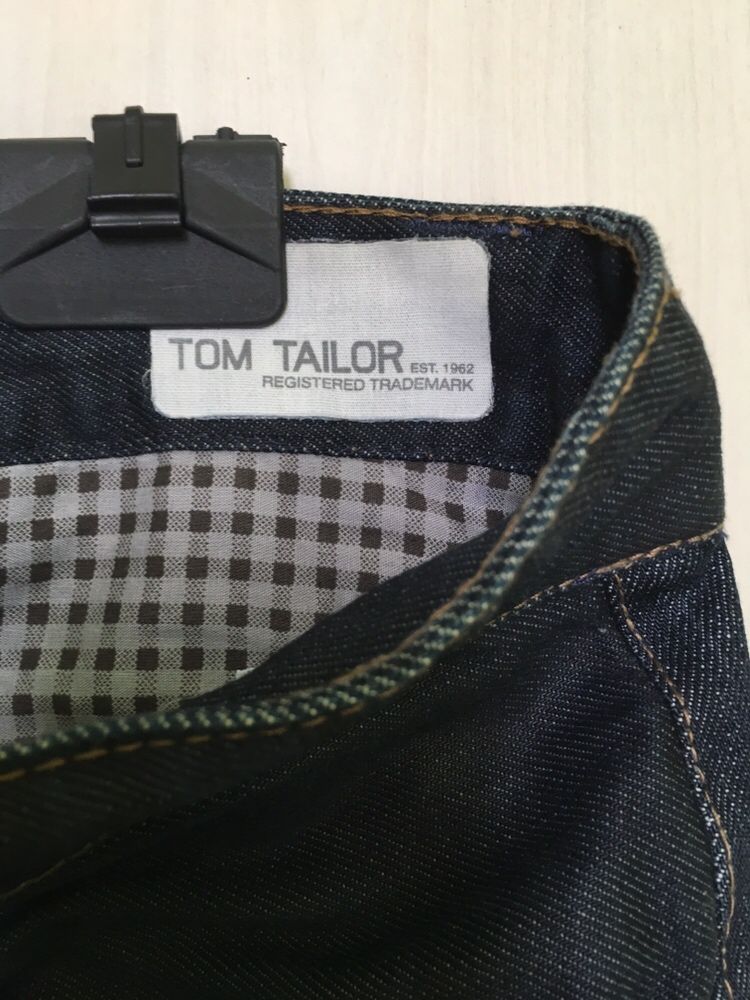 TOM TAILOR EST. 1962
REGISTERED TRADEMARK